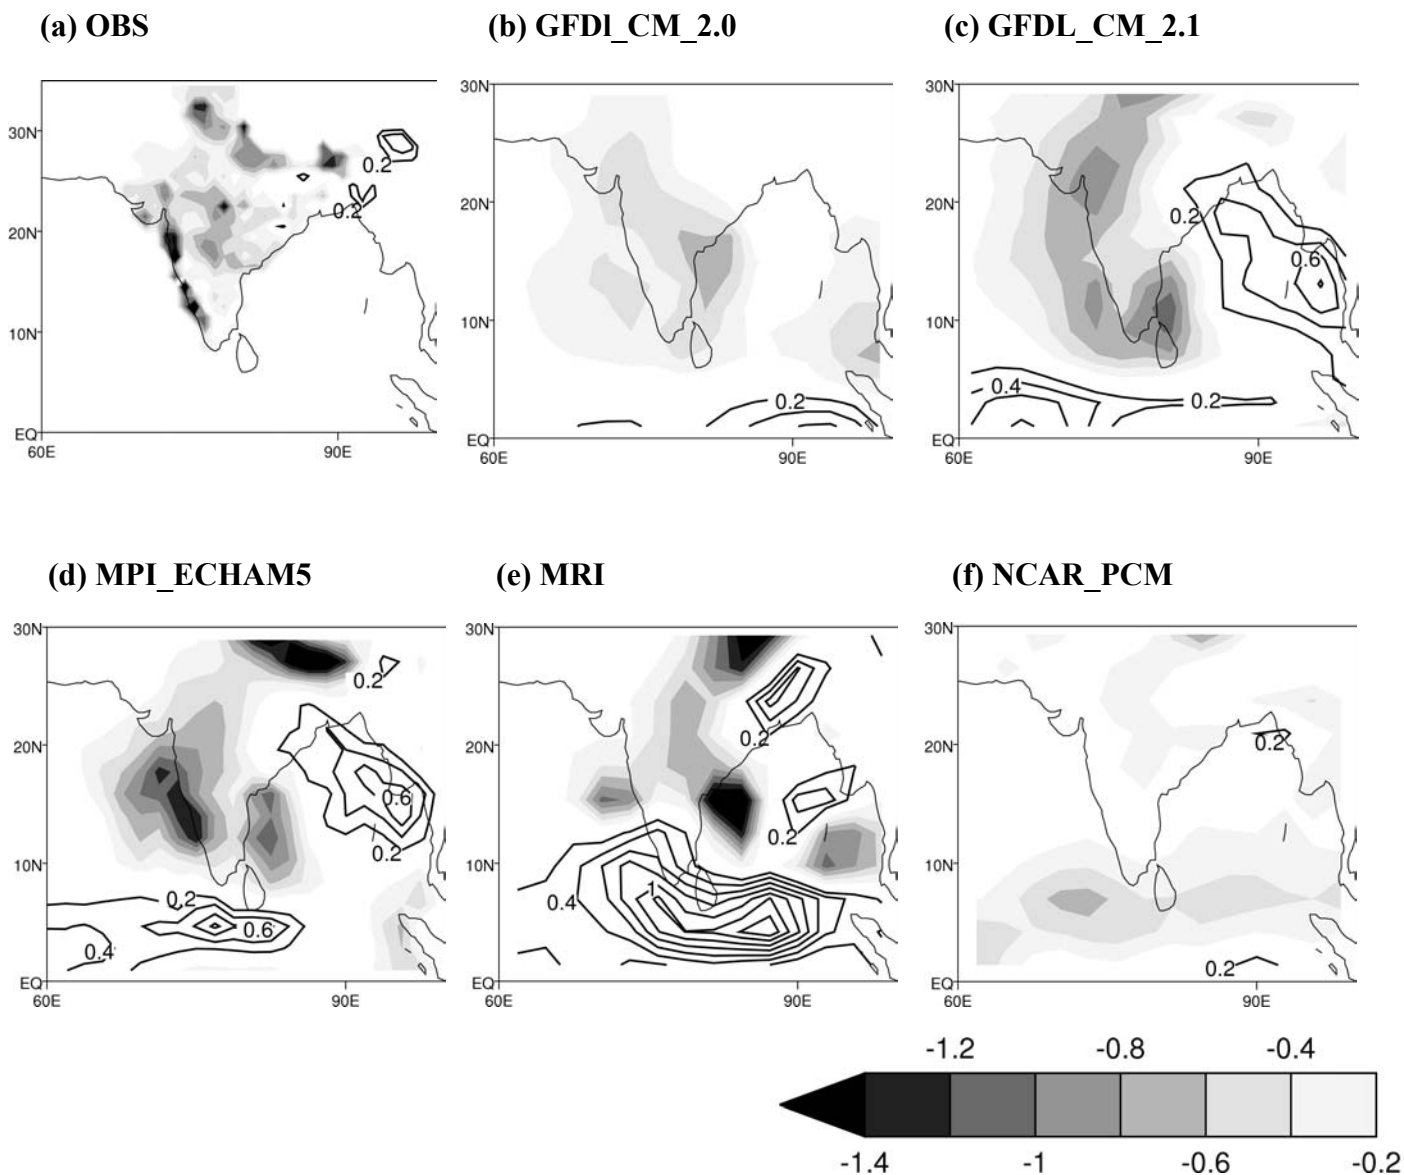 (a) OBS
(b) GFDl_CM_2.0
(c) GFDL_CM_2.1
30N
20N
10N
EQ
60E
90E
0.2
0.2
30N
20N
10N
EQ
60E
90E
0.2
30N
20N
10N
EQ
60E
90E
0.2
0.6
0.4
0.2
(d) MPI_ECHAM5
(e) MRI
(f) NCAR_PCM
30N
20N
10N
EQ
60E
90E
0.2
0.6
0.2
0.2
0.6
0.4
30N
20N
10N
EQ
60E
90E
0.2
0.2
0.4
1
30N
20N
10N
EQ
60E
90E
0.2
0.2
-1.2 -0.8 -0.4
-1.4 -1 -0.6 -0.2